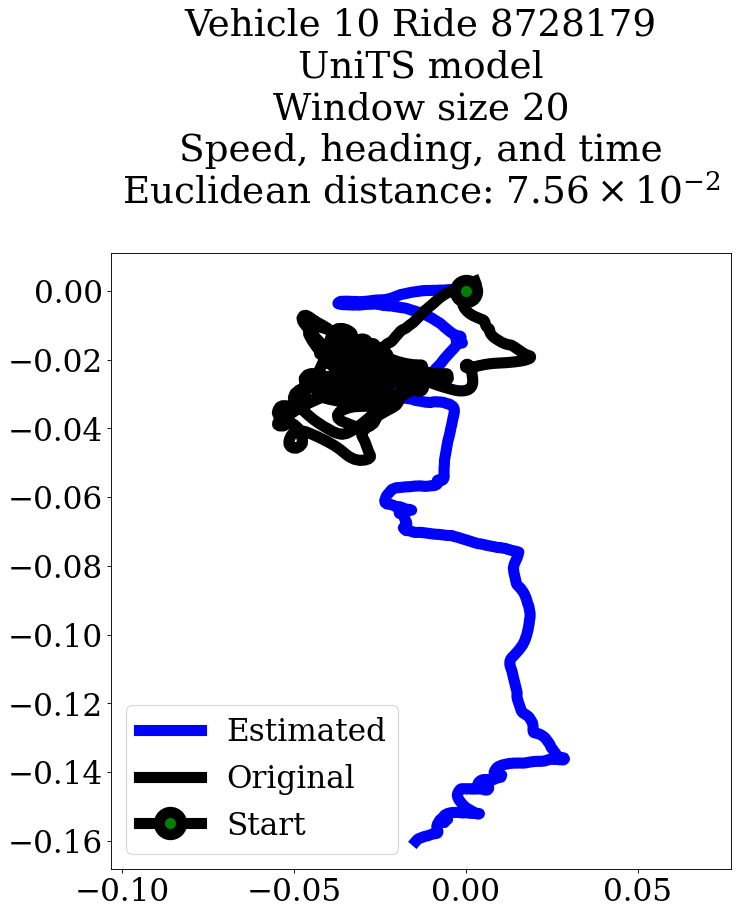 Vehicle 10 Ride 8728179
UniTS model
Window size 20
Speed, heading, and time
Euclidean distance: 7.56 × 10⁻²
0.00
−0.02
−0.04
−0.06
−0.08
−0.10
−0.12
−0.14
−0.16
Estimated
Original
Start
−0.10 −0.05 0.00 0.05